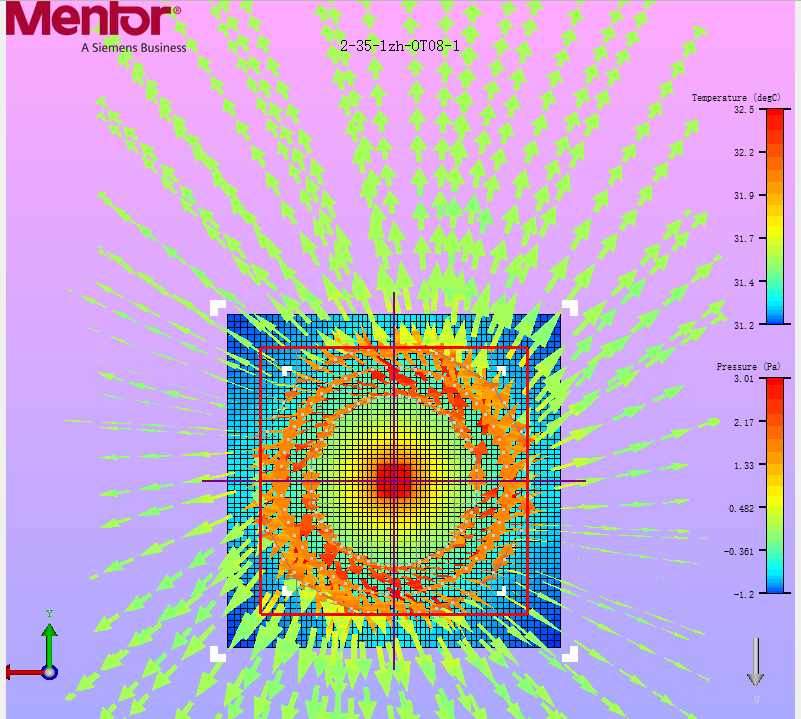 Mentor®
A Siemens Business
2-35-1zh-OT08-1
Temperature (degC)
32.5
32.2
31.9
31.7
31.4
31.2
Pressure (Pa)
3.01
2.17
1.33
0.482
-0.361
-1.2
Y
g